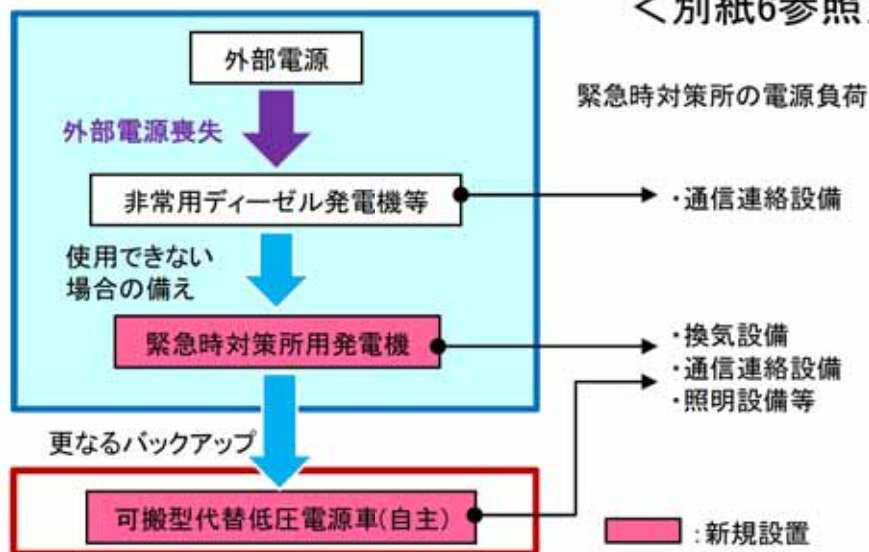 <別紙6参照
外部電源
緊急時対策所の電源負荷
外部電源喪失
非常用ディーゼル発電機等
・通信連絡設備
使用できない
場合の備え
緊急時対策所用発電機
・換気設備
・通信連絡設備
・照明設備等
更なるバックアップ
可搬型代替低圧電源車(自主)
:新規設置